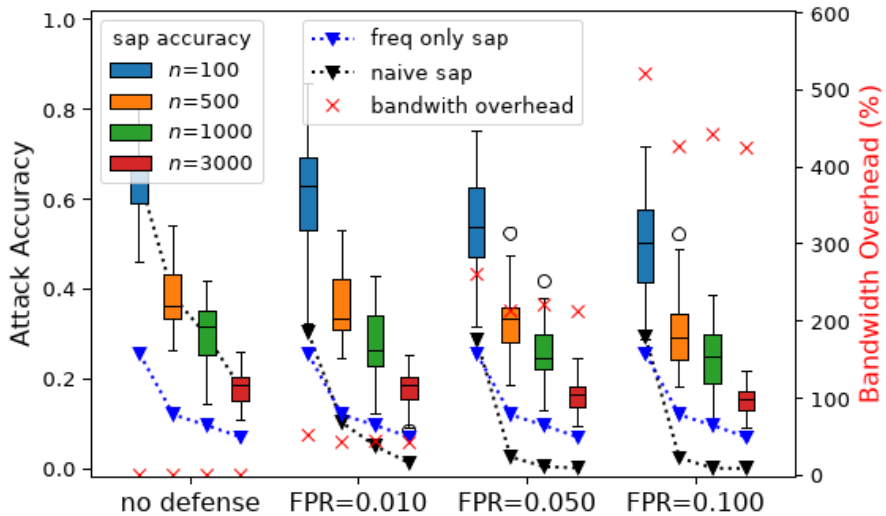 1.0
0.8
0.6
0.4
0.2
0.0
Attack Accuracy
sap accuracy
n=100
n=500
n=1000
n=3000
freq only sap
naive sap
bandwith overhead
600
500
400
300
200
100
0
Bandwidth Overhead (%)
no defense
FPR=0.010
FPR=0.050
FPR=0.100